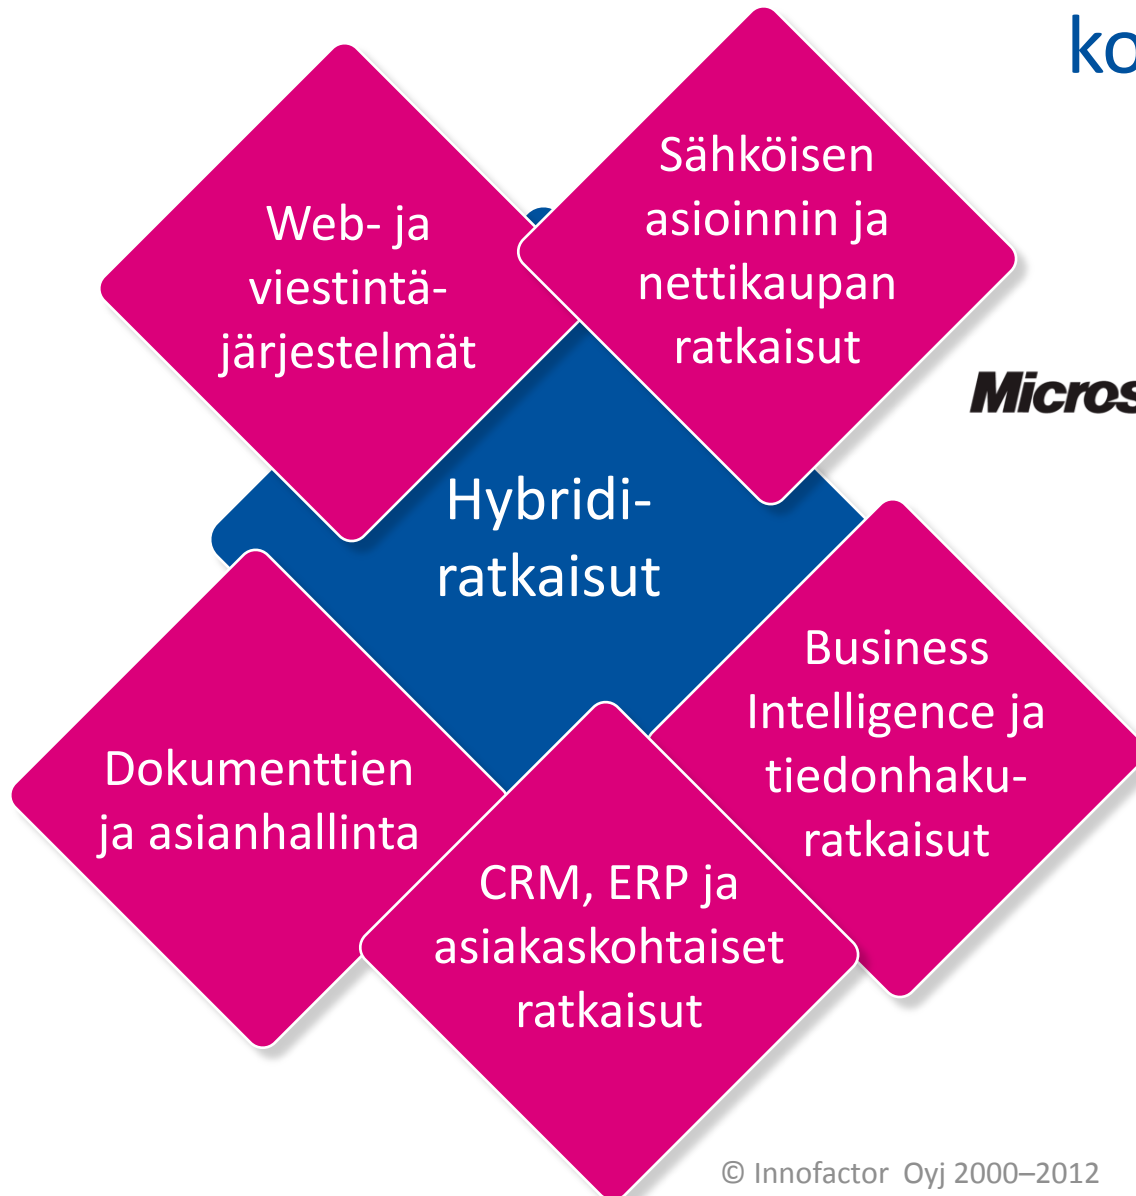 Web- ja
viestintä-
järjestelmät
Sähköisen
asioinnin ja
nettikaupan
ratkaisut
Hybridi-
ratkaisut
Business
Intelligence ja
tiedonhaku-
ratkaisut
Dokumenttien
ja asianhallinta
CRM, ERP ja
asiakaskohtaiset
ratkaisut
© Innofactor Oyj 2000–2012